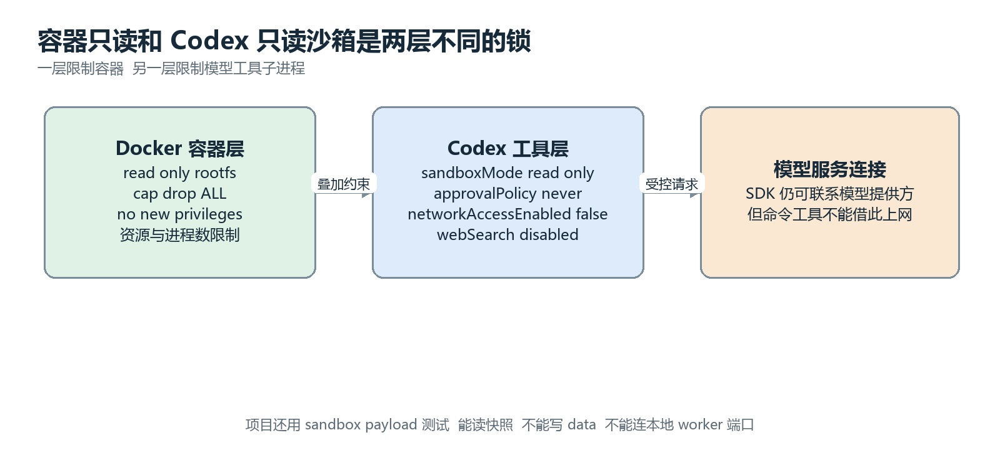 容器只读和 Codex 只读沙箱是两层不同的锁
一层限制容器 另一层限制模型工具子进程
Docker 容器层
read only rootfs
cap drop ALL
no new privileges
资源与进程数限制
叠加约束
Codex 工具层
sandboxMode read only
approvalPolicy never
networkAccessEnabled false
webSearch disabled
受控请求
模型服务连接
SDK 仍可联系模型提供方
但命令工具不能借此上网
项目还用 sandbox payload 测试 能读快照 不能写 data 不能连本地 worker 端口